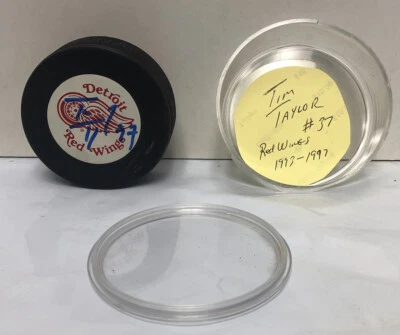 Detroit
Red Wings
TIM
TAYLOR
#37
Red Wings
1993-1997